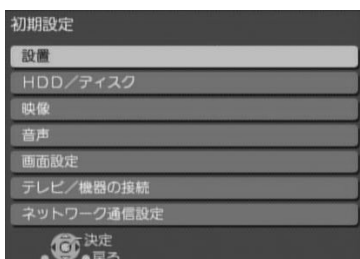 初期設定
設置
HDD/ディスク
映像
音声
画面設定
テレビ/機器の接続
ネットワーク通信設定
決定
戻る